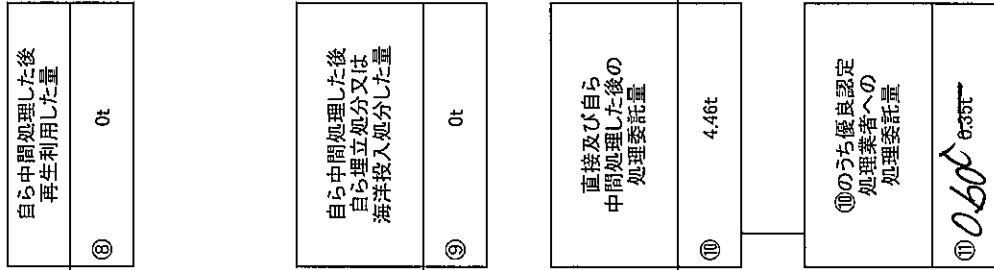 自ら中間処理した後
再生利用した量
⑧ 0t
自ら中間処理した後
自ら埋立処分又は
海洋投入処分した量
⑨ 0t
直接及び自ら
中間処理した後の
処理委託量
⑩ 4.46t
⑩のうち優良認定
処理業者への
処理委託量
⑪ 0.60t 0.35t